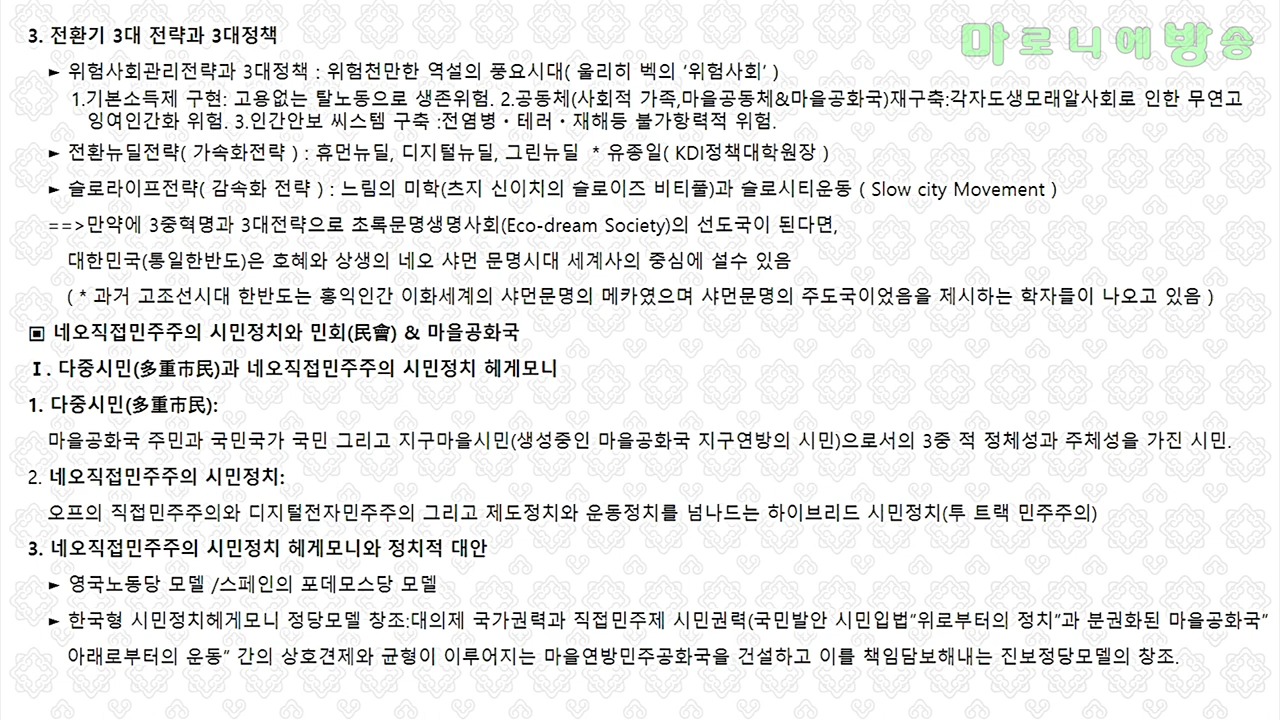 마로니에방송
3. 전환기 3대 전략과 3대정책
► 위험사회관리전략과 3대정책 : 위험천만한 역설의 풍요시대( 울리히 벡의 ‘위험사회’ )
1.기본소득제 구현: 고용없는 탈노동으로 생존위험. 2.공동체(사회적 가족,마을공동체&마을공화국)재구축:각자도생모래알사회로 인한 무연고
잉여인간화 위험. 3.인간안보 씨스템 구축 :전염병・테러・재해등 불가항력적 위험.
► 전환뉴딜전략( 가속화전략 ) : 휴먼뉴딜, 디지털뉴딜, 그린뉴딜 * 유종일( KDI정책대학원장 )
► 슬로라이프전략( 감속화 전략 ) : 느림의 미학(츠지 신이치의 슬로이즈 비티풀)과 슬로시티운동 ( Slow city Movement )
==>만약에 3중혁명과 3대전략으로 초록문명생명사회(Eco-dream Society)의 선도국이 된다면,
대한민국(통일한반도)은 호혜와 상생의 네오 샤먼 문명시대 세계사의 중심에 설수 있음
( * 과거 고조선시대 한반도는 홍익인간 이화세계의 샤먼문명의 메카였으며 샤먼문명의 주도국이었음을 제시하는 학자들이 나오고 있음 )
▣ 네오직접민주주의 시민정치와 민회(民會) & 마을공화국
Ⅰ. 다중시민(多重市民)과 네오직접민주주의 시민정치 헤게모니
1. 다중시민(多重市民):
마을공화국 주민과 국민국가 국민 그리고 지구마을시민(생성중인 마을공화국 지구연방의 시민)으로서의 3중 적 정체성과 주체성을 가진 시민.
2. 네오직접민주주의 시민정치:
오프의 직접민주주의와 디지털전자민주주의 그리고 제도정치와 운동정치를 넘나드는 하이브리드 시민정치(투 트랙 민주주의)
3. 네오직접민주주의 시민정치 헤게모니와 정치적 대안
► 영국노동당 모델 /스페인의 포데모스당 모델
► 한국형 시민정치헤게모니 정당모델 창조:대의제 국가권력과 직접민주제 시민권력(국민발안 시민입법”위로부터의 정치”과 분권화된 마을공화국”
아래로부터의 운동” 간의 상호견제와 균형이 이루어지는 마을연방민주공화국을 건설하고 이를 책임담보해내는 진보정당모델의 창조.